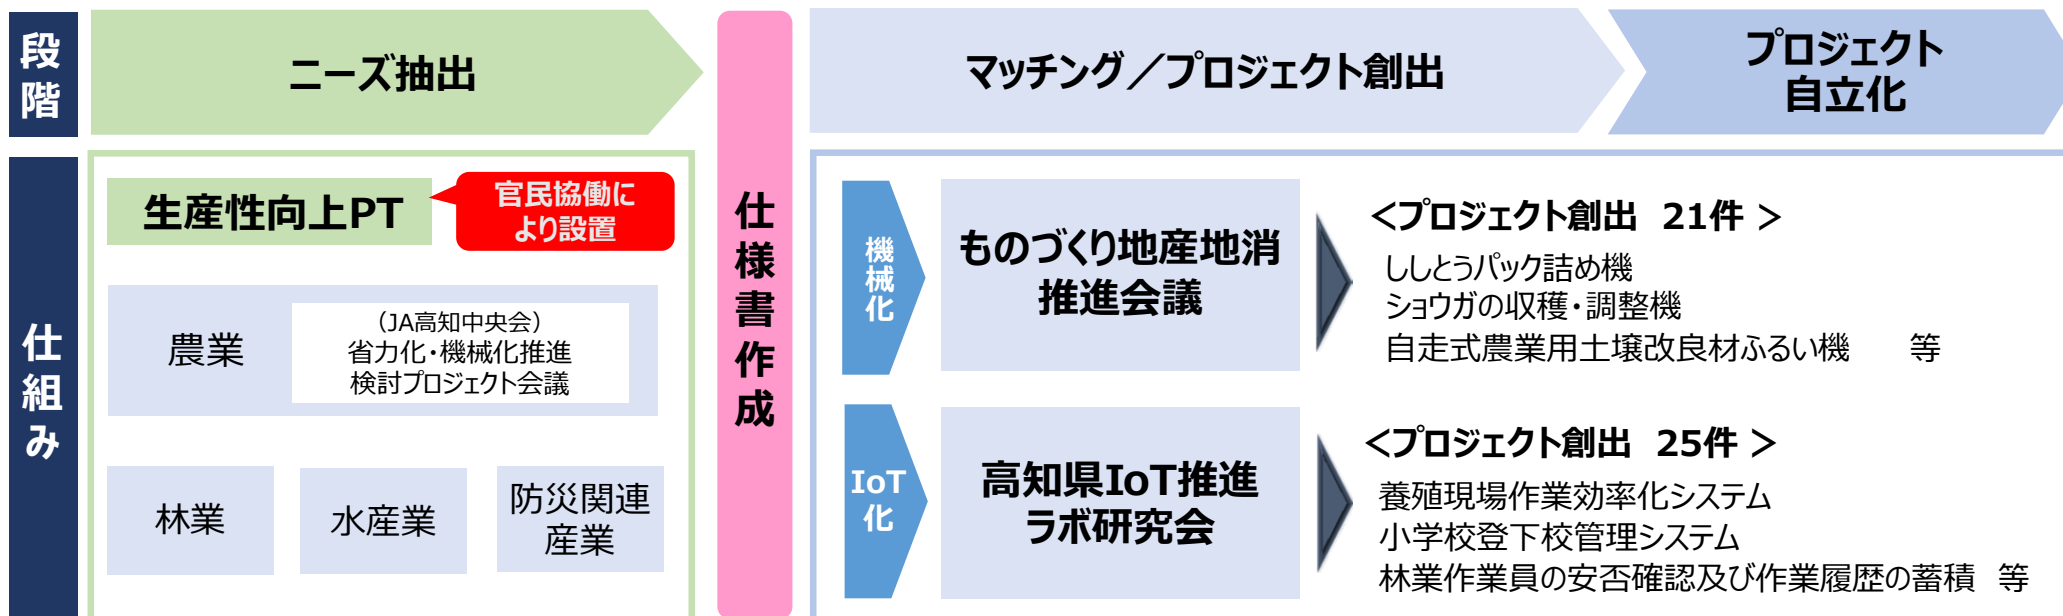 段階
ニーズ抽出
仕様書作成
マッチング／プロジェクト創出
プロジェクト
自立化
仕組み
生産性向上PT
官民協働に
より設置
農業
（JA高知中央会）
省力化・機械化推進
検討プロジェクト会議
林業
水産業
防災関連
産業
機械化
ものづくり地産地消
推進会議
＜プロジェクト創出 21件 ＞
ししとうパック詰め機
ショウガの収穫・調整機
自走式農業用土壌改良材ふるい機 等
IoT
化
高知県IoT推進
ラボ研究会
＜プロジェクト創出 25件 ＞
養殖現場作業効率化システム
小学校登下校管理システム
林業作業員の安否確認及び作業履歴の蓄積 等